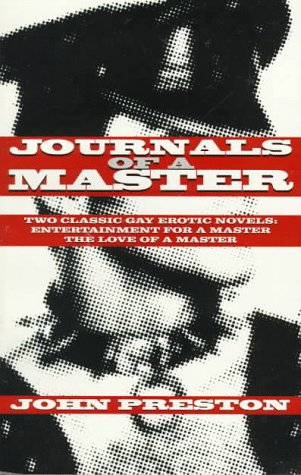 JOURNALS
OF A
MASTER
TWO CLASSIC GAY EROTIC NOVELS:
ENTERTAINMENT FOR A MASTER
THE LOVE OF A MASTER
JOHN PRESTON